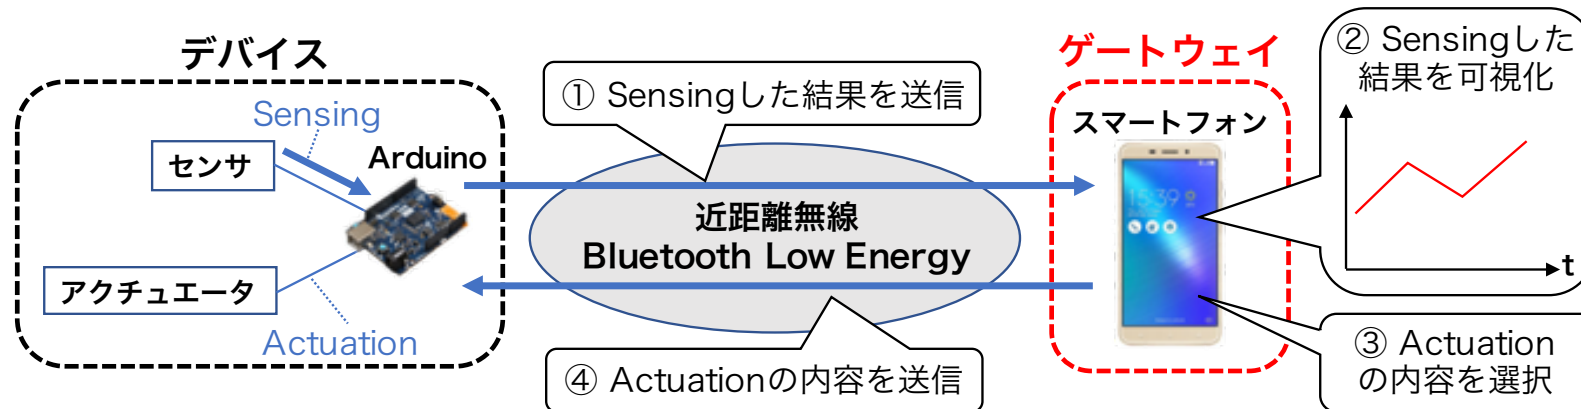 デバイス
Sensing
センサ
Arduino
アクチュエータ
Actuation
① Sensingした結果を送信
近距離無線
Bluetooth Low Energy
④ Actuationの内容を送信
ゲートウェイ
スマートフォン
15:39
② Sensingした
結果を可視化
t
③ Actuation
の内容を選択